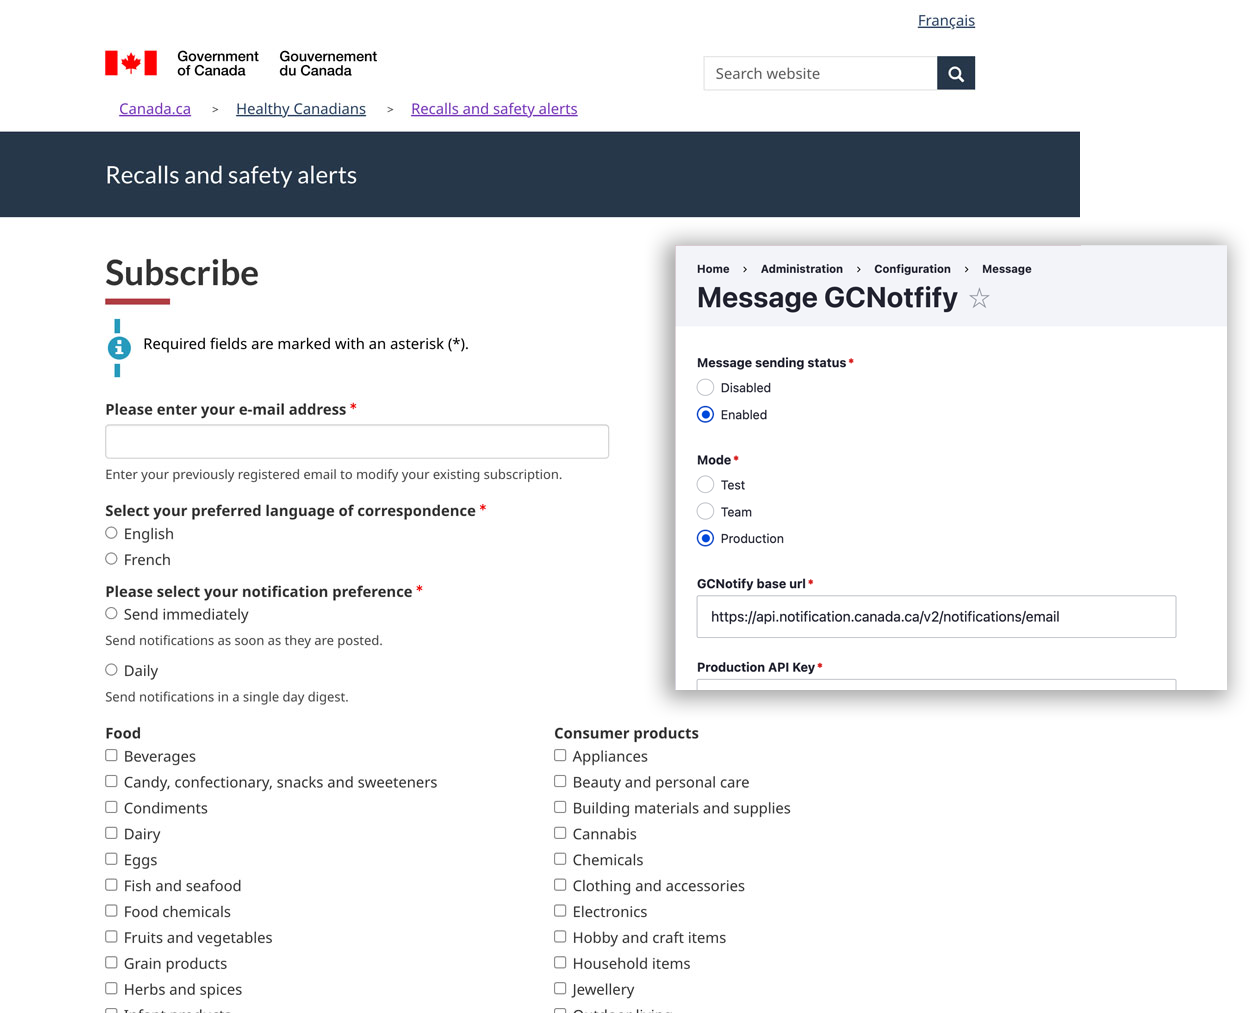 Français
Government of Canada
Gouvernement du Canada
Search website
Canada.ca > Healthy Canadians > Recalls and safety alerts
Recalls and safety alerts
Subscribe
Required fields are marked with an asterisk (*).
Please enter your e-mail address *
Enter your previously registered email to modify your existing subscription.
Select your preferred language of correspondence *
English
French
Please select your notification preference *
Send immediately
Send notifications as soon as they are posted.
Daily
Send notifications in a single day digest.
Home > Administration > Configuration > Message
Message GCNotfify
Message sending status *
Disabled
Enabled
Mode *
Test
Team
Production
GCNotify base url *
https://api.notification.canada.ca/v2/notifications/email
Production API Key *
Food
Beverages
Candy, confectionary, snacks and sweeteners
Condiments
Dairy
Eggs
Fish and seafood
Food chemicals
Fruits and vegetables
Grain products
Herbs and spices
Consumer products
Appliances
Beauty and personal care
Building materials and supplies
Cannabis
Chemicals
Clothing and accessories
Electronics
Hobby and craft items
Household items
Jewellery